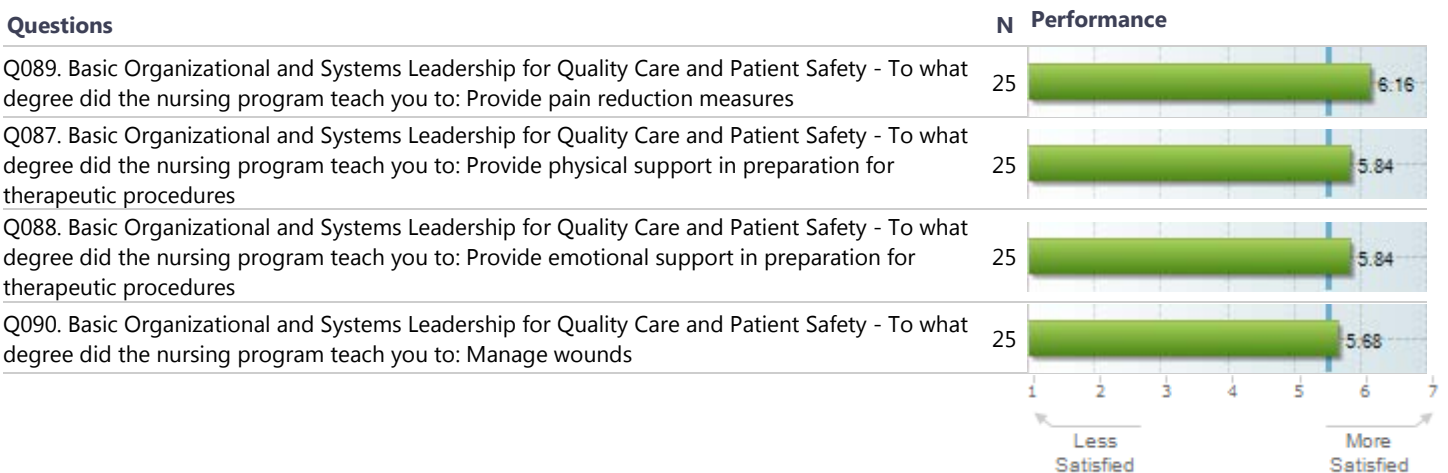 Questions N Performance
Q089. Basic Organizational and Systems Leadership for Quality Care and Patient Safety - To what
degree did the nursing program teach you to: Provide pain reduction measures
25
6.16
Q087. Basic Organizational and Systems Leadership for Quality Care and Patient Safety - To what
degree did the nursing program teach you to: Provide physical support in preparation for
therapeutic procedures
25
5.84
Q088. Basic Organizational and Systems Leadership for Quality Care and Patient Safety - To what
degree did the nursing program teach you to: Provide emotional support in preparation for
therapeutic procedures
25
5.84
Q090. Basic Organizational and Systems Leadership for Quality Care and Patient Safety - To what
degree did the nursing program teach you to: Manage wounds
25
5.68
1 2 3 4 5 6 7
Less
Satisfied
More
Satisfied